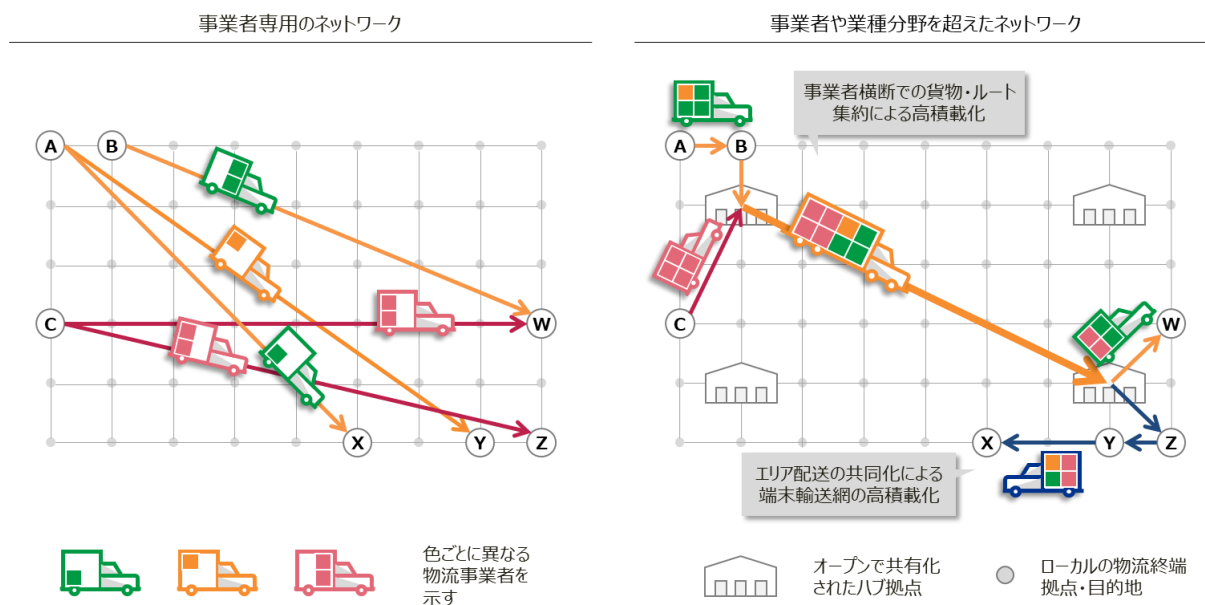 事業者専用のネットワーク
事業者や業種分野を超えたネットワーク
事業者横断での貨物・ルート
集約による高積載化
A
B
C
W
X
Y
Z
A
B
C
W
X
Y
Z
エリア配送の共同化による
端末輸送網の高積載化
色ごとに異なる
物流事業者を
示す
オープンで共有化
されたハブ拠点
ローカルの物流終端
拠点・目的地